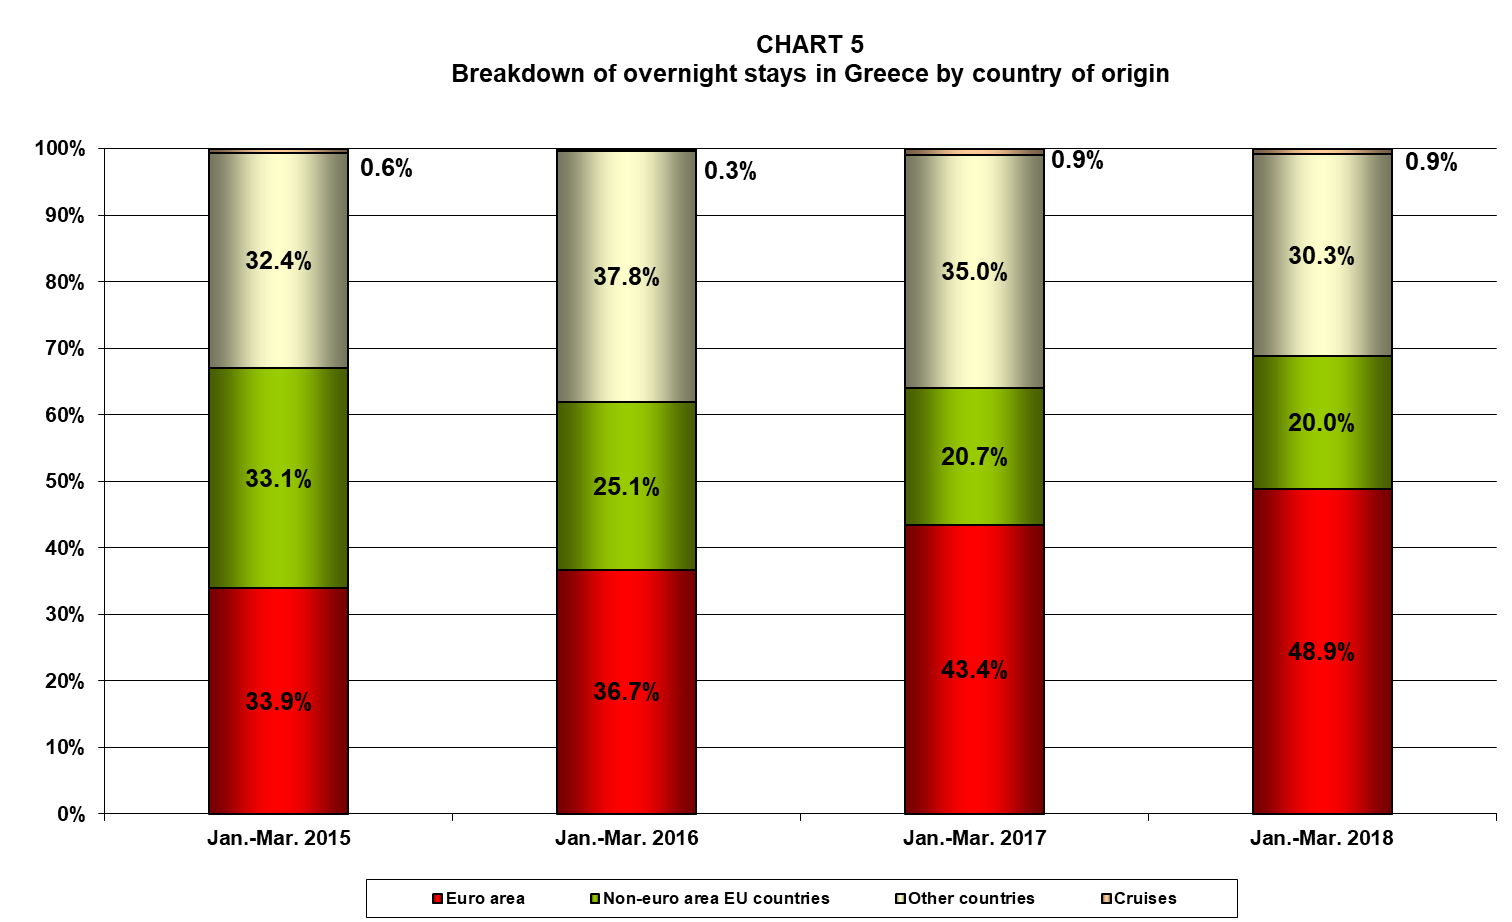 CHART 5
Breakdown of overnight stays in Greece by country of origin
100%
90%
80%
70%
60%
50%
40%
30%
20%
10%
0%
0.6%
32.4%
33.1%
33.9%
0.3%
37.8%
25.1%
36.7%
0.9%
35.0%
20.7%
43.4%
0.9%
30.3%
20.0%
48.9%
Jan.-Mar. 2015
Jan.-Mar. 2016
Jan.-Mar. 2017
Jan.-Mar. 2018
Euro area
Non-euro area EU countries
Other countries
Cruises